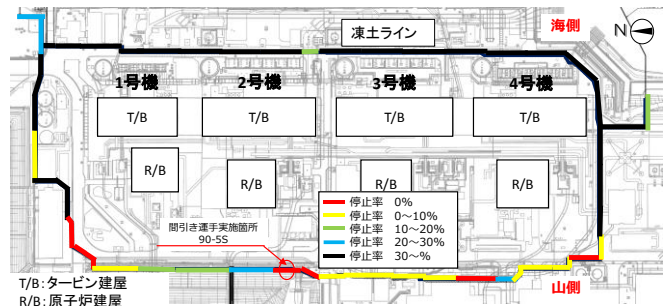 凍土ライン
海側
N
1号機
2号機
3号機
4号機
T/B
T/B
T/B
T/B
R/B
R/B
R/B
R/B
停止率 0%
停止率 0～10%
停止率 10～20%
停止率 20～30%
停止率 30～%
間引き運手実施箇所
90-5S
T/B：タービン建屋
R/B：原子炉建屋
山側